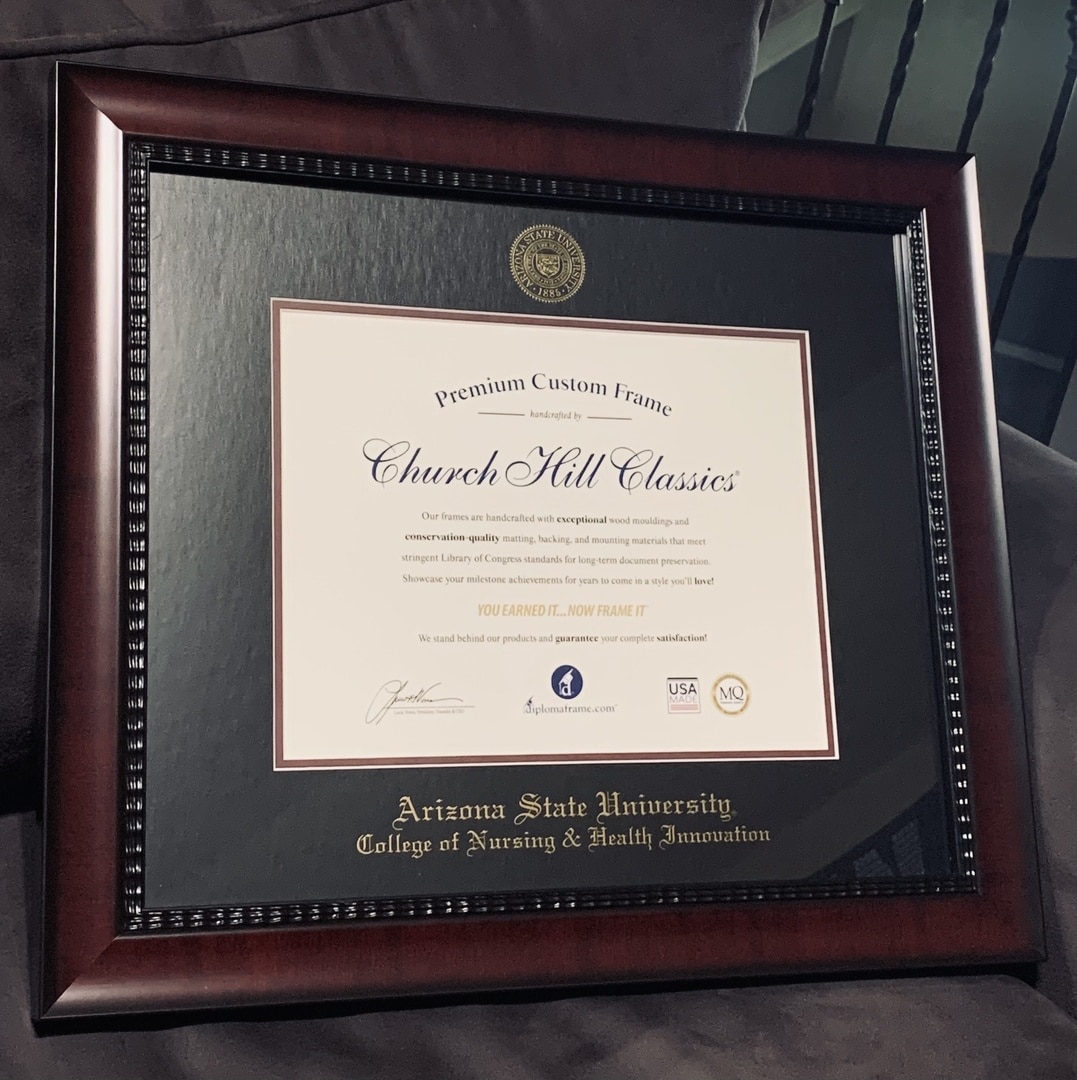 ARIZONA STATE UNIVERSITY
1885
Premium Custom Frame
handcrafted by
Church Hill Classics®
Our frames are handcrafted with exceptional wood mouldings and
conservation-quality matting, backing, and mounting materials that meet
stringent Library of Congress standards for long-term document preservation.
Showcase your milestone achievements for years to come in a style you'll love!
YOU EARNED IT...NOW FRAME IT
We stand behind our products and guarantee your complete satisfaction!
diplomaframe.com
USA
MADE
MQ
Arizona State University
College of Nursing & Health Innovation